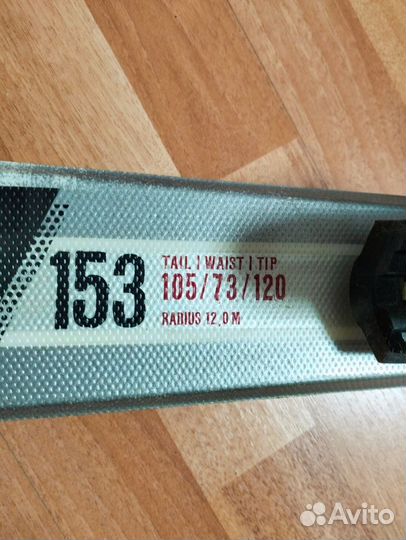 153
TAIL | WAIST | TIP
105/73/120
RADIUS 12,0 M
Avito